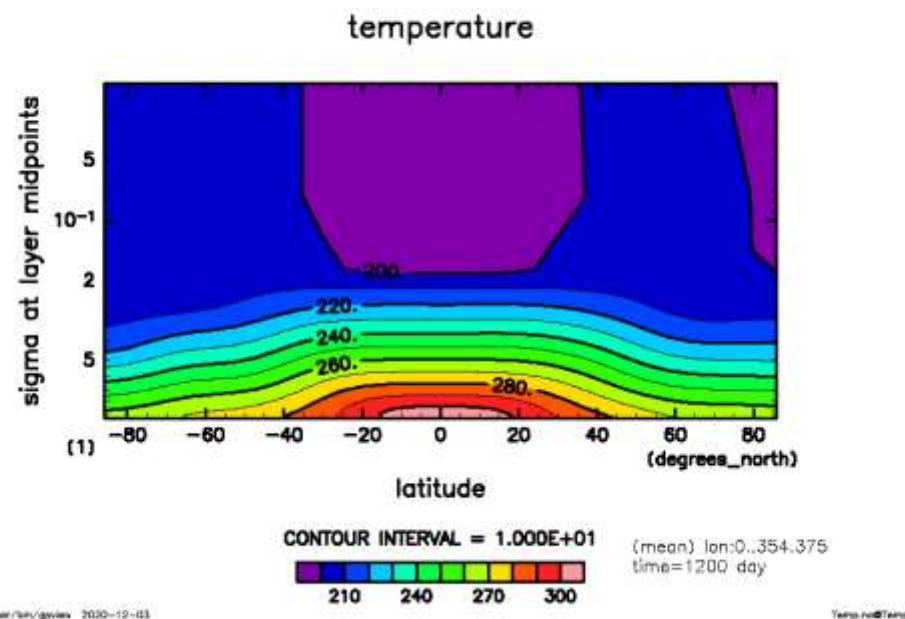 temperature
sigma at layer midpoints
5
10−1
2
5
(1)
200.
220.
240.
260.
280.
−80 −60 −40 −20 0 20 40 60 80
(degrees_north)
latitude
CONTOUR INTERVAL = 1.000E+01
210 240 270 300
(mean) lon:0..354.375
time=1200 day
2020-12-03